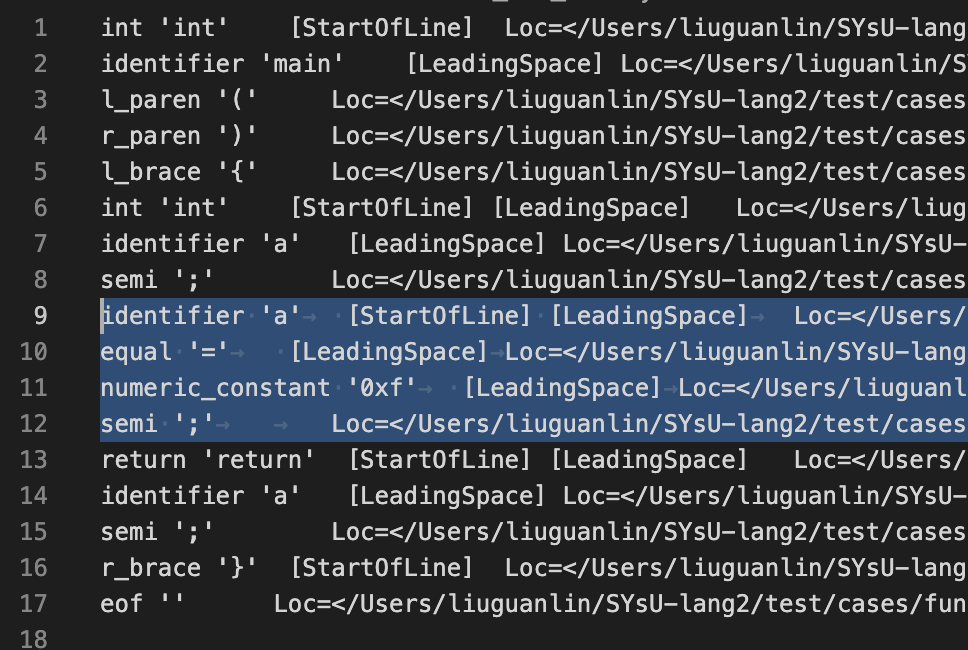 1 int 'int' [StartOfLine] Loc=</Users/liuguanlin/SYsU-lang
2 identifier 'main' [LeadingSpace] Loc=</Users/liuguanlin/S
3 l_paren '(' Loc=</Users/liuguanlin/SYsU-lang2/test/cases
4 r_paren ')' Loc=</Users/liuguanlin/SYsU-lang2/test/cases
5 l_brace '{' Loc=</Users/liuguanlin/SYsU-lang2/test/cases
6 int 'int' [StartOfLine] [LeadingSpace] Loc=</Users/liug
7 identifier 'a' [LeadingSpace] Loc=</Users/liuguanlin/SYsU-
8 semi ';' Loc=</Users/liuguanlin/SYsU-lang2/test/cases
9 identifier 'a' [StartOfLine] [LeadingSpace] Loc=</Users/
10 equal '=' [LeadingSpace] Loc=</Users/liuguanlin/SYsU-lang
11 numeric_constant '0xf' [LeadingSpace] Loc=</Users/liuguanl
12 semi ';' Loc=</Users/liuguanlin/SYsU-lang2/test/cases
13 return 'return' [StartOfLine] [LeadingSpace] Loc=</Users/
14 identifier 'a' [LeadingSpace] Loc=</Users/liuguanlin/SYsU-
15 semi ';' Loc=</Users/liuguanlin/SYsU-lang2/test/cases
16 r_brace '}' [StartOfLine] Loc=</Users/liuguanlin/SYsU-lang
17 eof '' Loc=</Users/liuguanlin/SYsU-lang2/test/cases/fun
18